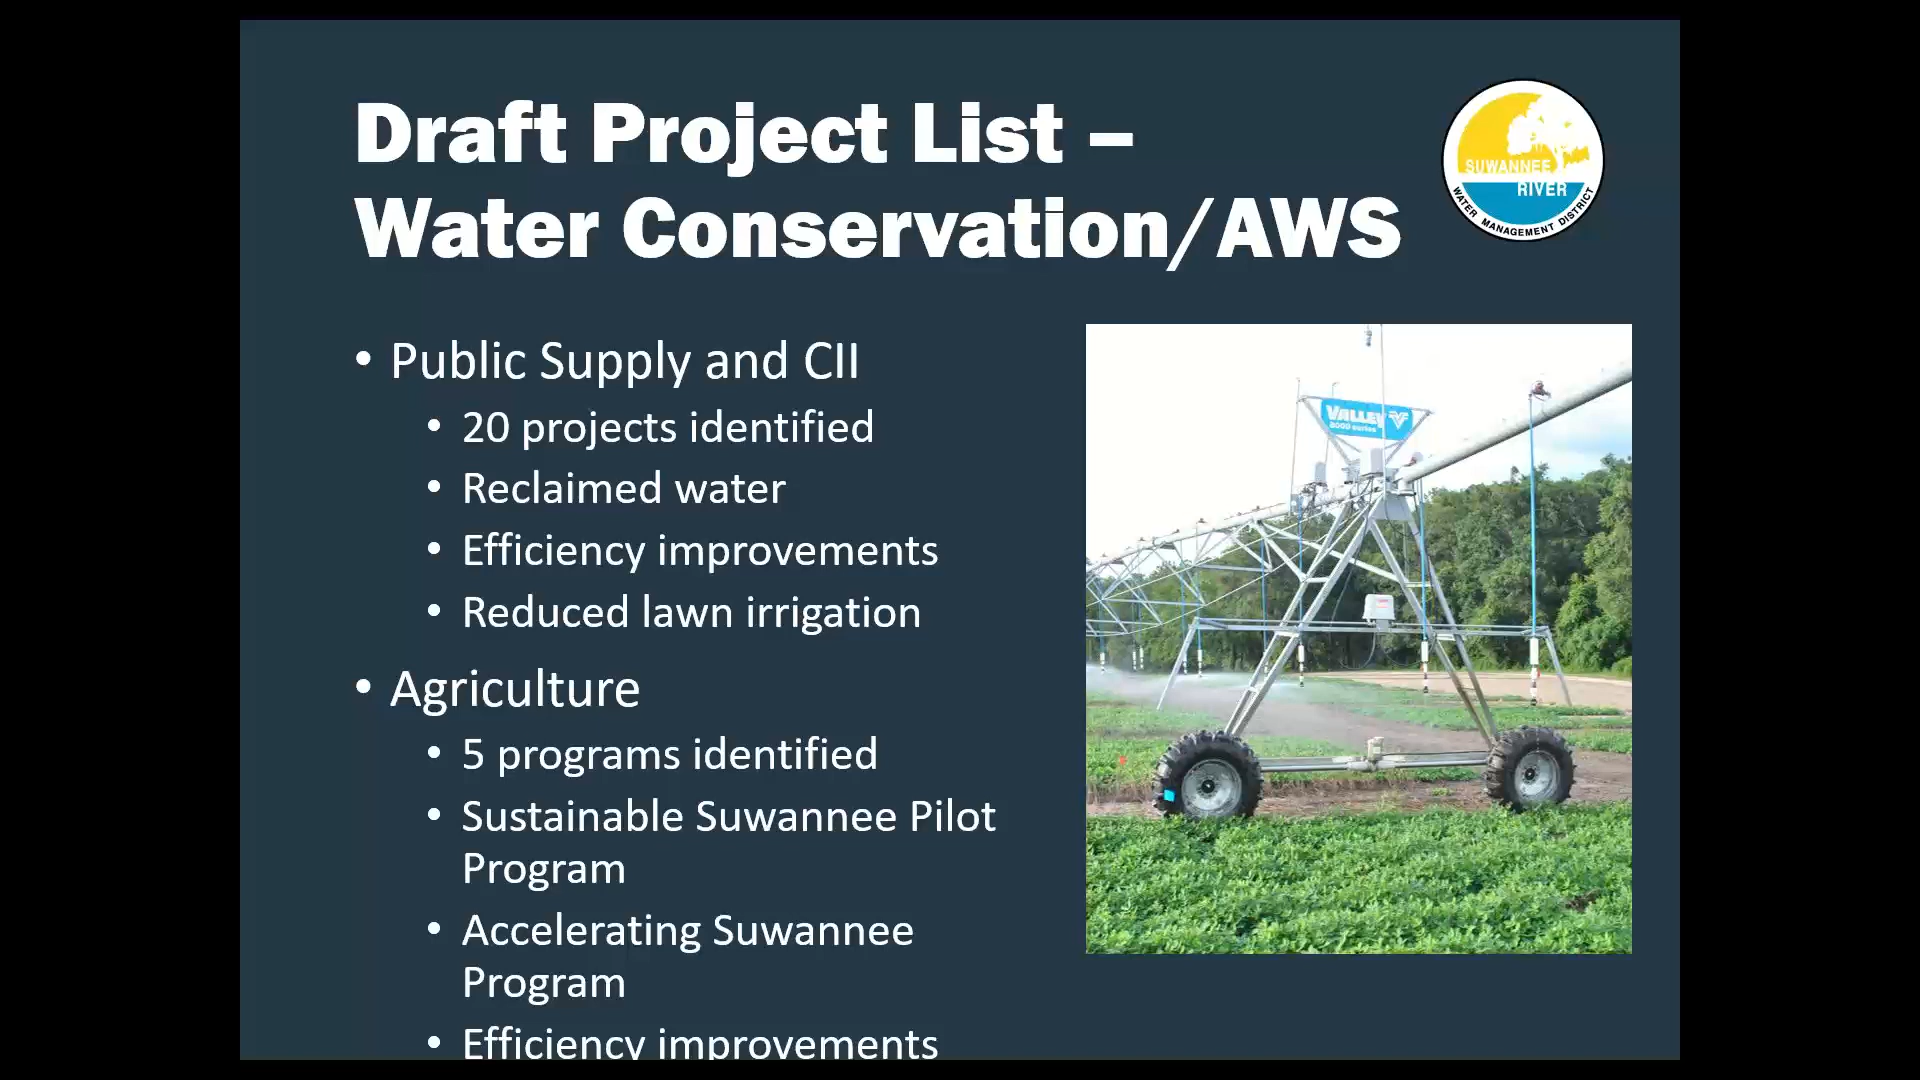 Draft Project List –
Water Conservation/AWS
SUWANNEE
RIVER
WATER MANAGEMENT DISTRICT
• Public Supply and CII
• 20 projects identified
• Reclaimed water
• Efficiency improvements
• Reduced lawn irrigation
• Agriculture
• 5 programs identified
• Sustainable Suwannee Pilot
Program
• Accelerating Suwannee
Program
• Efficiency improvements
VALLEY
8000 series